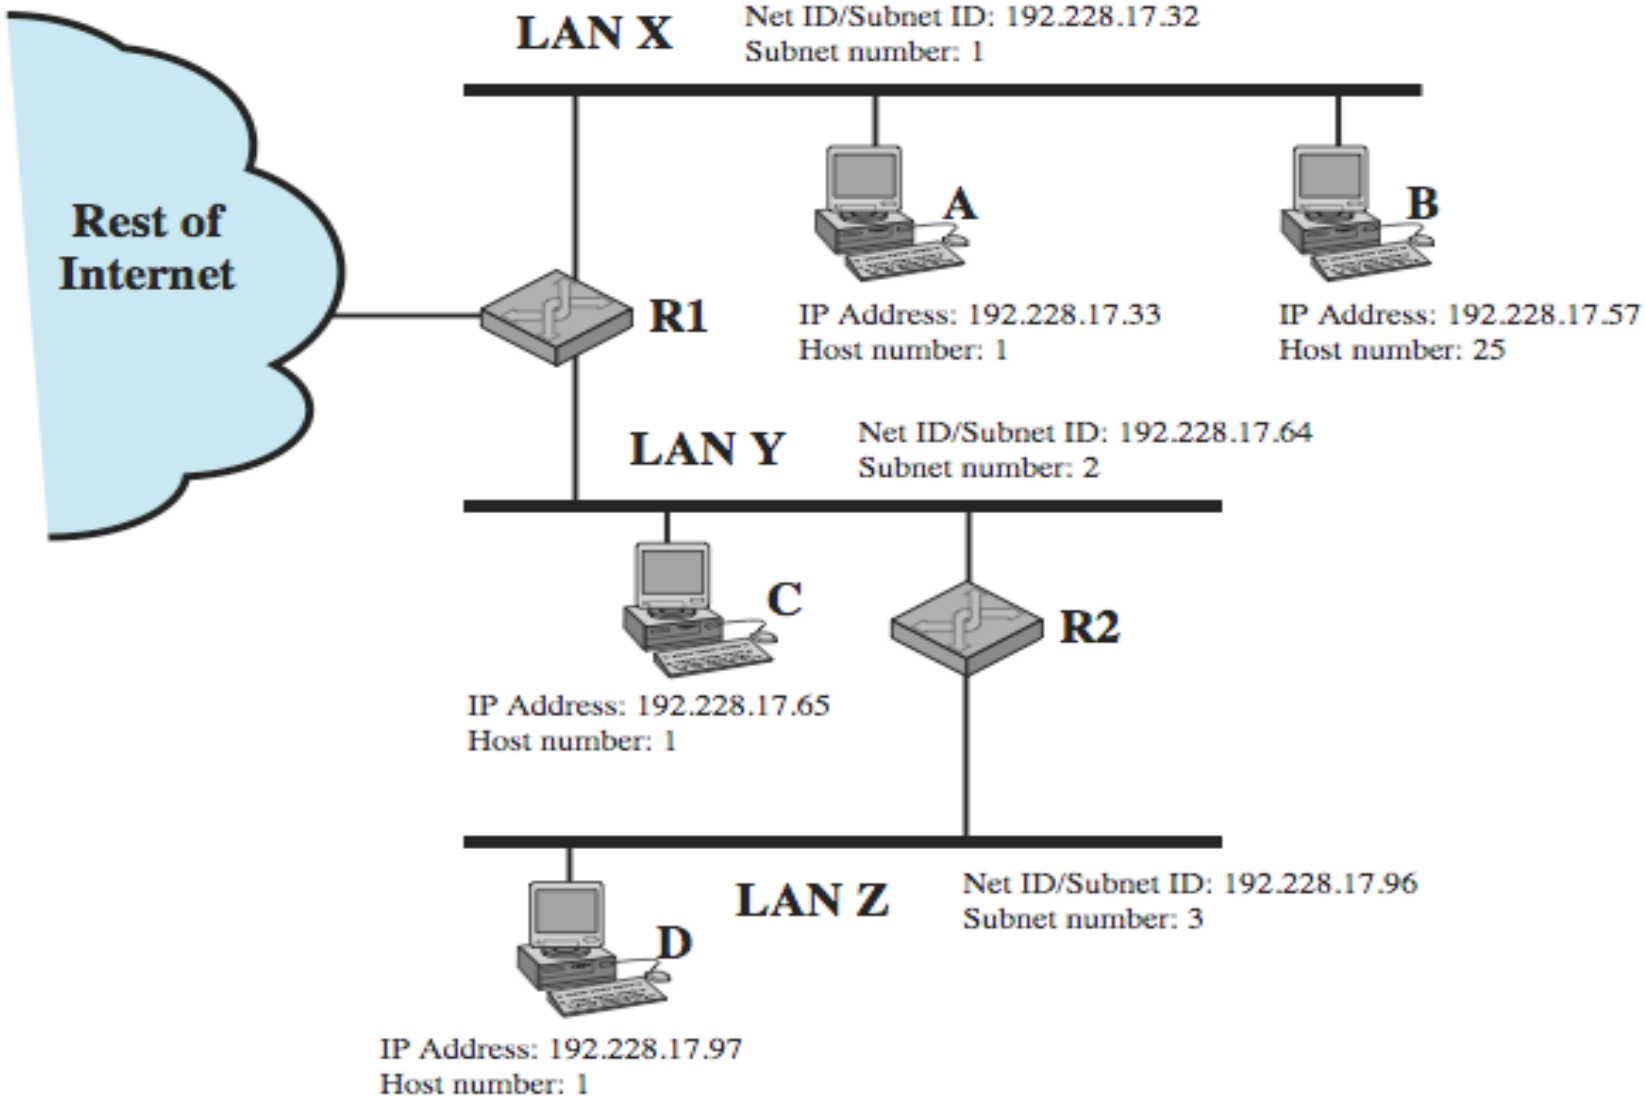 LAN X
Net ID/Subnet ID: 192.228.17.32
Subnet number: 1
Rest of
Internet
A
B
R1
IP Address: 192.228.17.33
Host number: 1
IP Address: 192.228.17.57
Host number: 25
LAN Y
Net ID/Subnet ID: 192.228.17.64
Subnet number: 2
C
R2
IP Address: 192.228.17.65
Host number: 1
LAN Z
Net ID/Subnet ID: 192.228.17.96
Subnet number: 3
D
IP Address: 192.228.17.97
Host number: 1